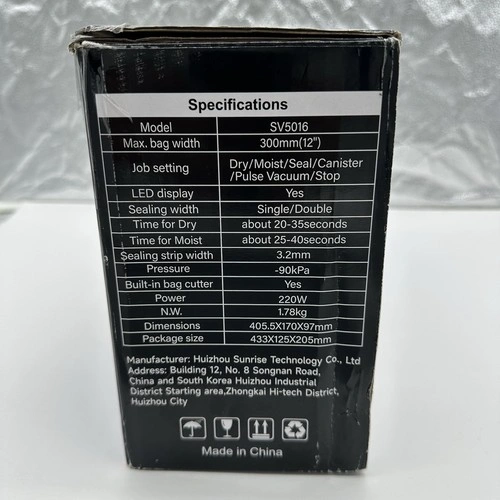 Specifications
Model SV5016
Max. bag width 300mm(12")
Job setting Dry/Moist/Seal/Canister
/Pulse Vacuum/Stop
LED display Yes
Sealing width Single/Double
Time for Dry about 20-35seconds
Time for Moist about 25-40seconds
Sealing strip width 3.2mm
Pressure -90kPa
Built-in bag cutter Yes
Power 220W
N.W. 1.78kg
Dimensions 405.5X170X97mm
Package size 433X125X205mm
Manufacturer: Huizhou Sunrise Technology Co., Ltd
Address: Building 12, No. 8 Songnan Road,
China and South Korea Huizhou Industrial
District Starting area,Zhongkai Hi-tech District,
Huizhou City
Made in China